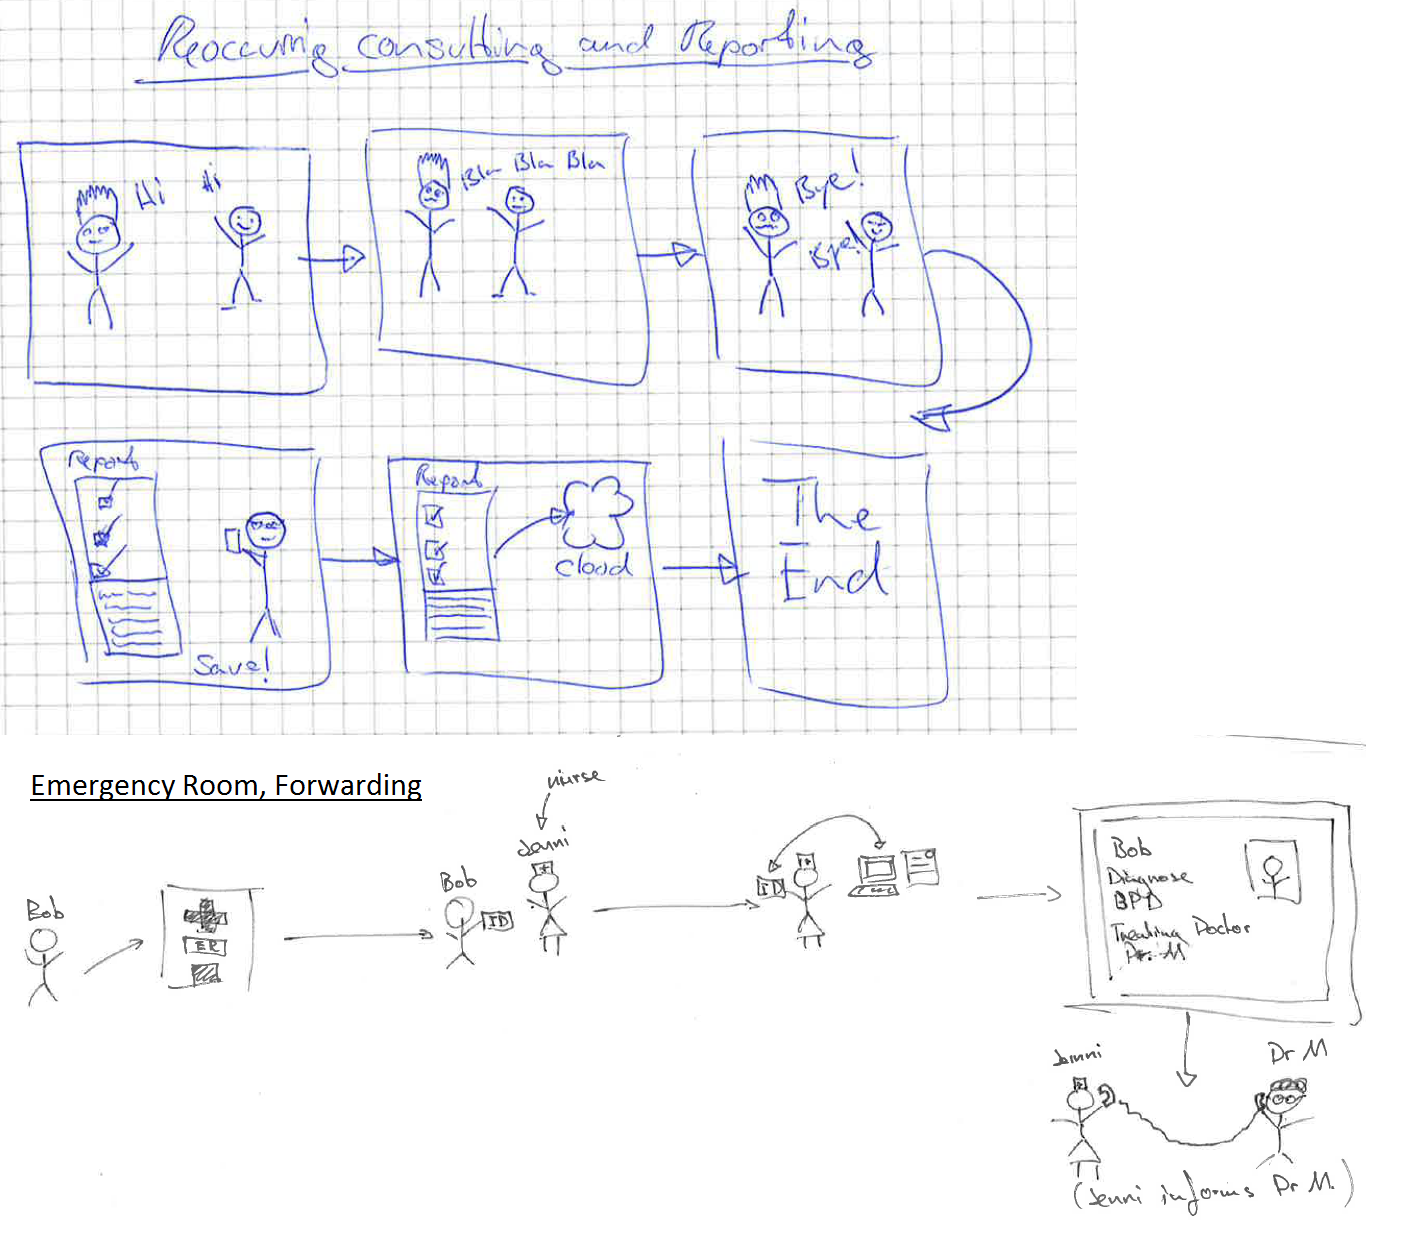 Reoccuring consulting and Reporting
Hi Hi
Bla Bla Bla
Bye!
Bye!
Report
Save!
Report
Cloud
The
End
Emergency Room, Forwarding
Bob
ER
Bob
ID
nurse
Jenni
ID
Bob
Diagnose
BPD
Treating Doctor
Dr. M
Jenni
Dr M
(Jenni informs Dr M.)